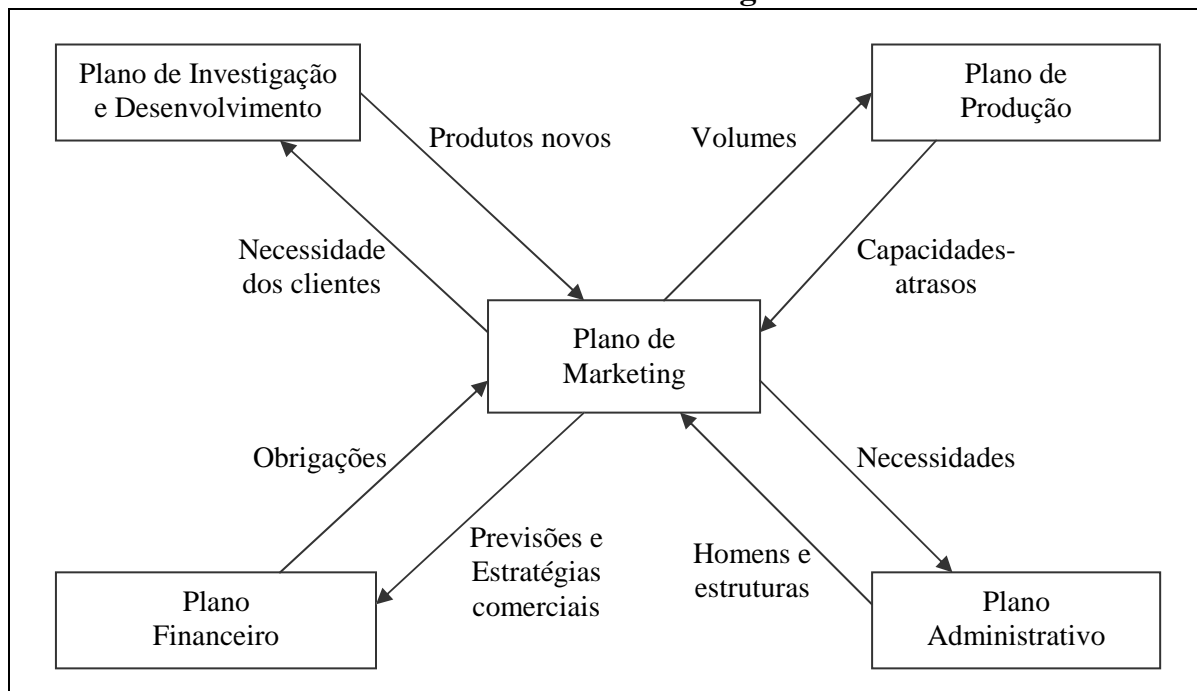 Plano de Investigação
e Desenvolvimento
Plano de
Produção
Produtos novos
Volumes
Necessidade
dos clientes
Capacidades-
atrasos
Plano de
Marketing
Obrigações
Necessidades
Previsões e
Estratégias
comerciais
Homens e
estruturas
Plano
Financeiro
Plano
Administrativo